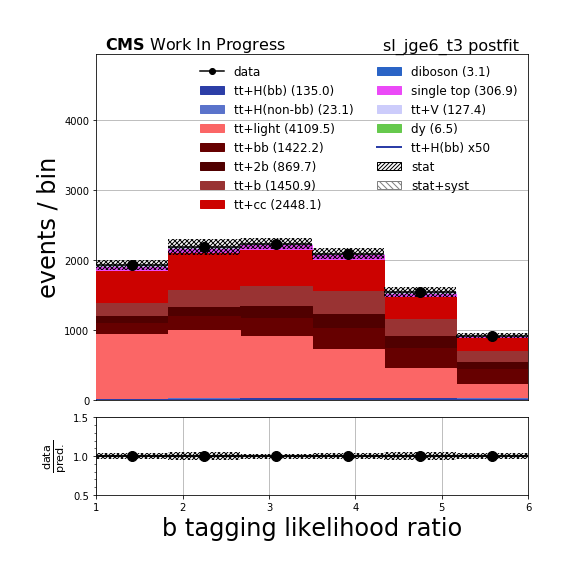 CMS Work In Progress
sl_jge6_t3 postfit
data
tt+H(bb) (135.0)
tt+H(non-bb) (23.1)
tt+light (4109.5)
tt+bb (1422.2)
tt+2b (869.7)
tt+b (1450.9)
tt+cc (2448.1)
diboson (3.1)
single top (306.9)
tt+V (127.4)
dy (6.5)
tt+H(bb) x50
stat
stat+syst
events / bin
4000
3000
2000
1000
0
data
pred.
1.5
1.0
0.5
1 2 3 4 5 6
b tagging likelihood ratio